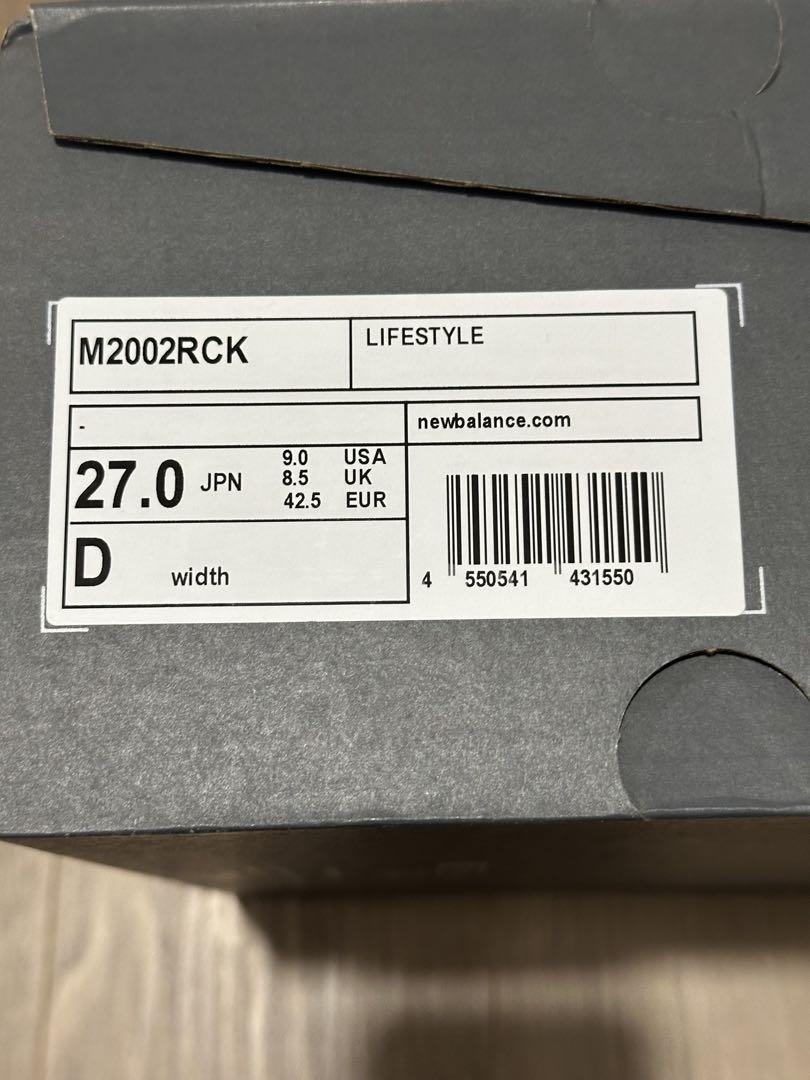 M2002RCK
LIFESTYLE
-
newbalance.com
27.0 JPN
9.0 USA
8.5 UK
42.5 EUR
D width
4 550541 431550